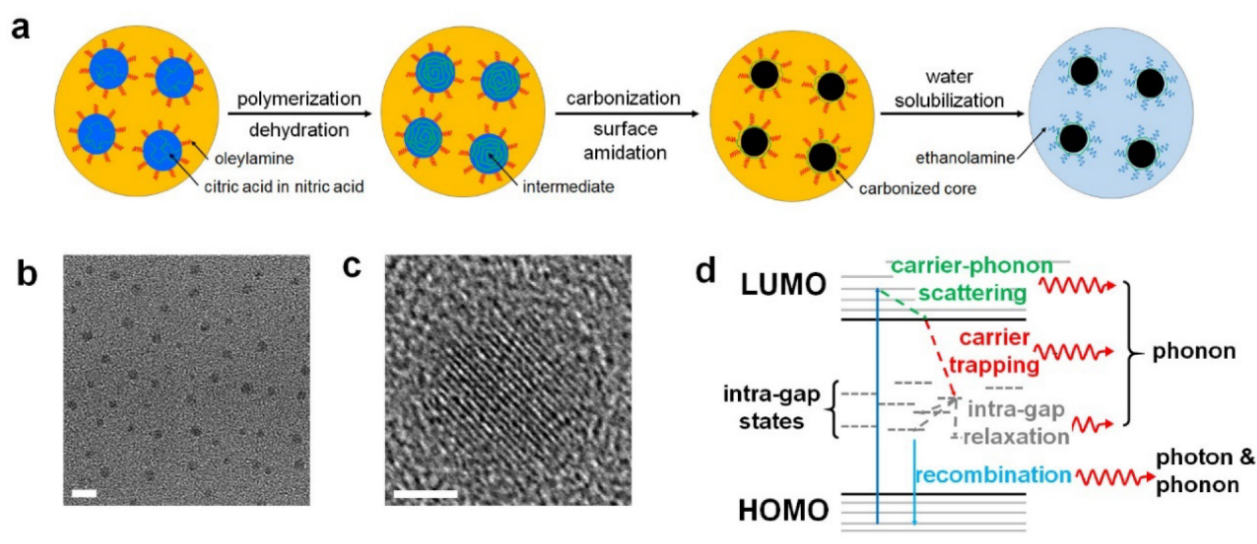 a
polymerization
dehydration
carbonization
surface
amidation
water
solubilization
oleylamine
citric acid in nitric acid
intermediate
carbonized core
ethanolamine
b
c
d
LUMO
carrier-phonon
scattering
carrier
trapping
phonon
intra-gap
states
intra-gap
relaxation
recombination
photon &
phonon
HOMO